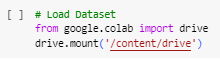 [ ] # Load Dataset
from google.colab import drive
drive.mount('/content/drive')